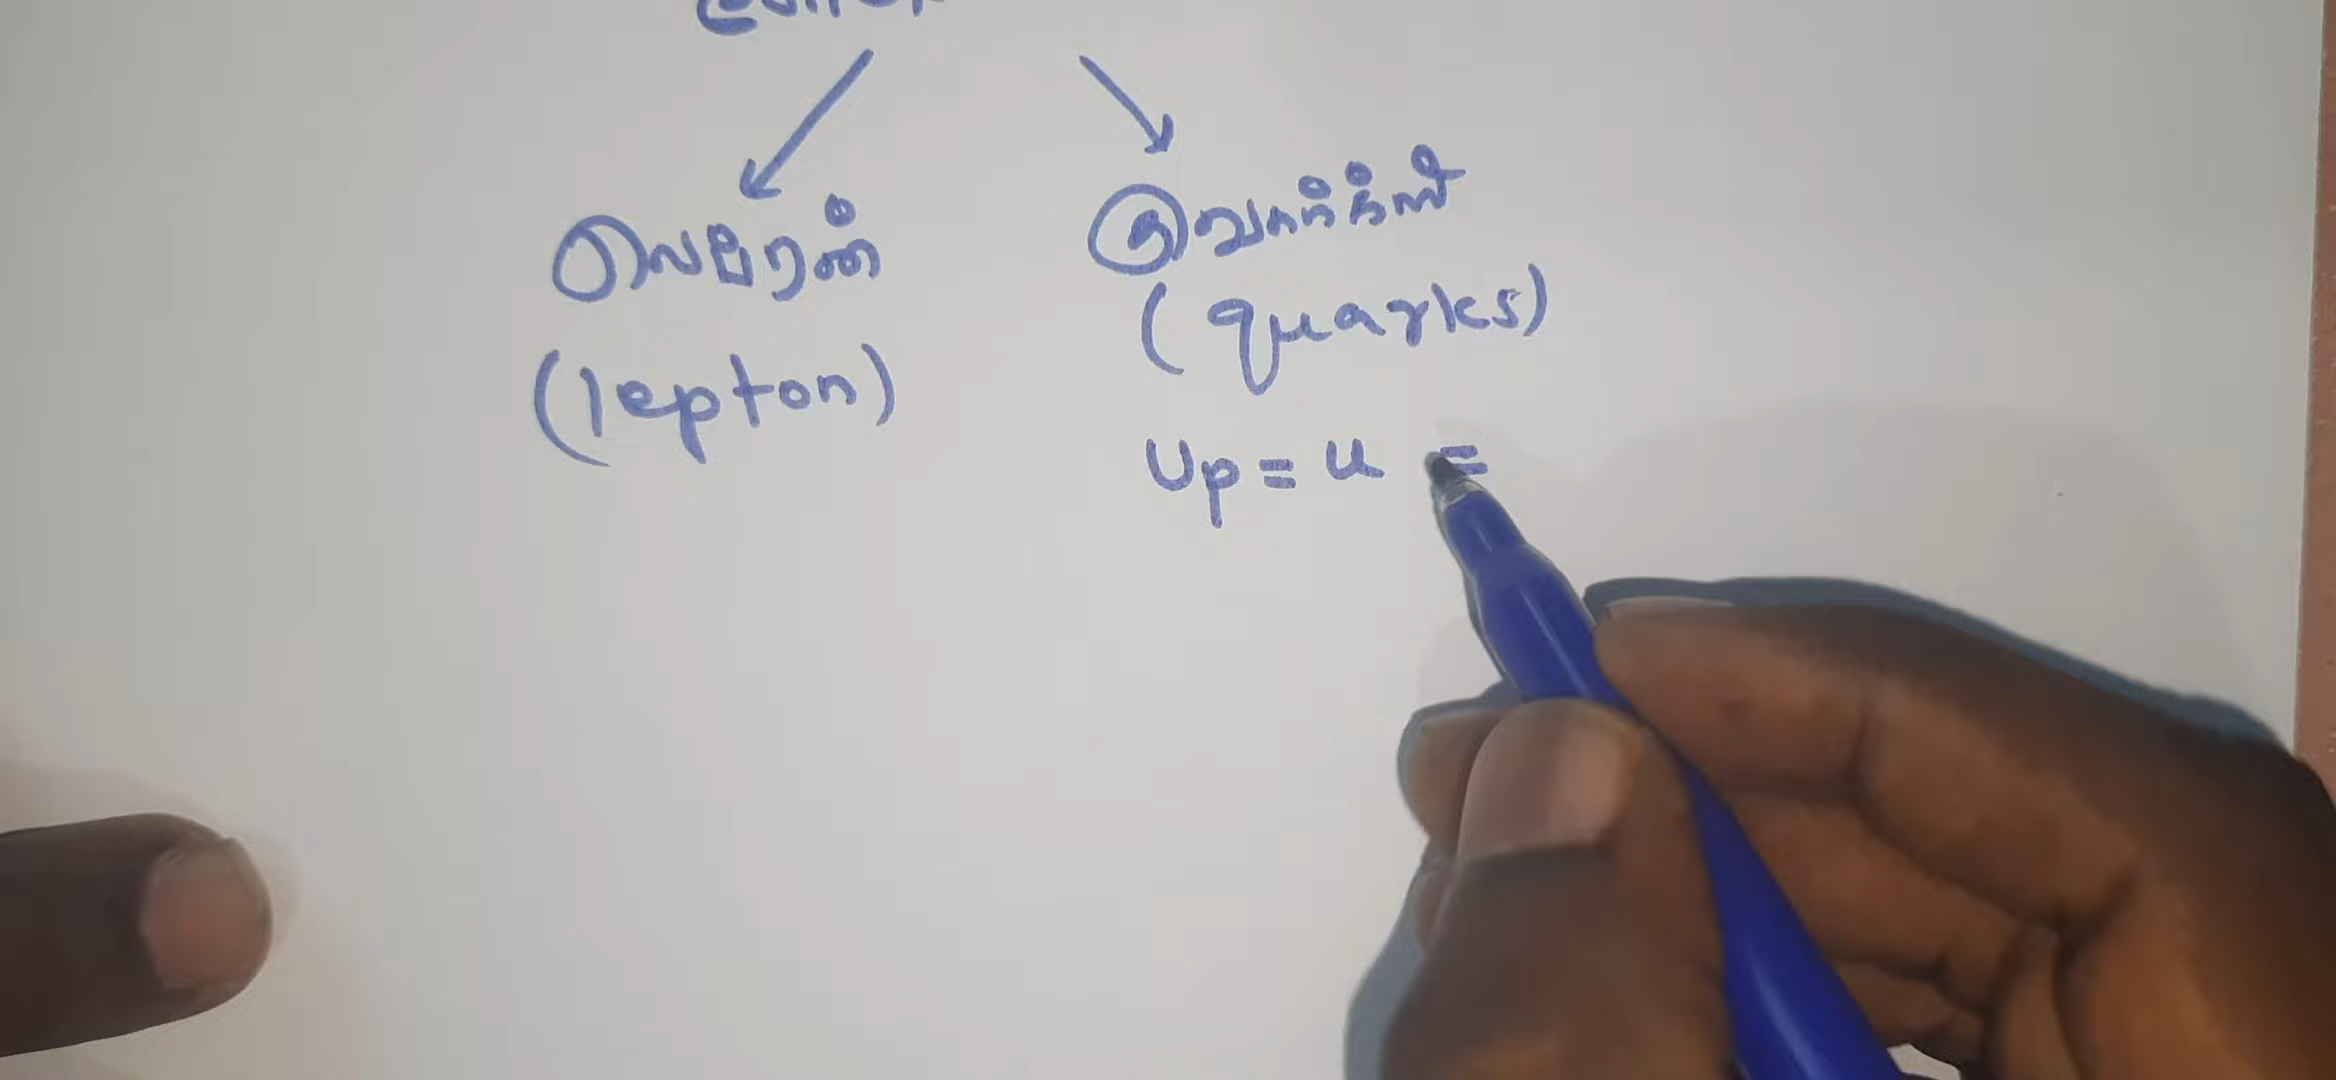 லெப்டான்
குவார்க்ஸ்
(lepton)
(quarks)
Up = u =